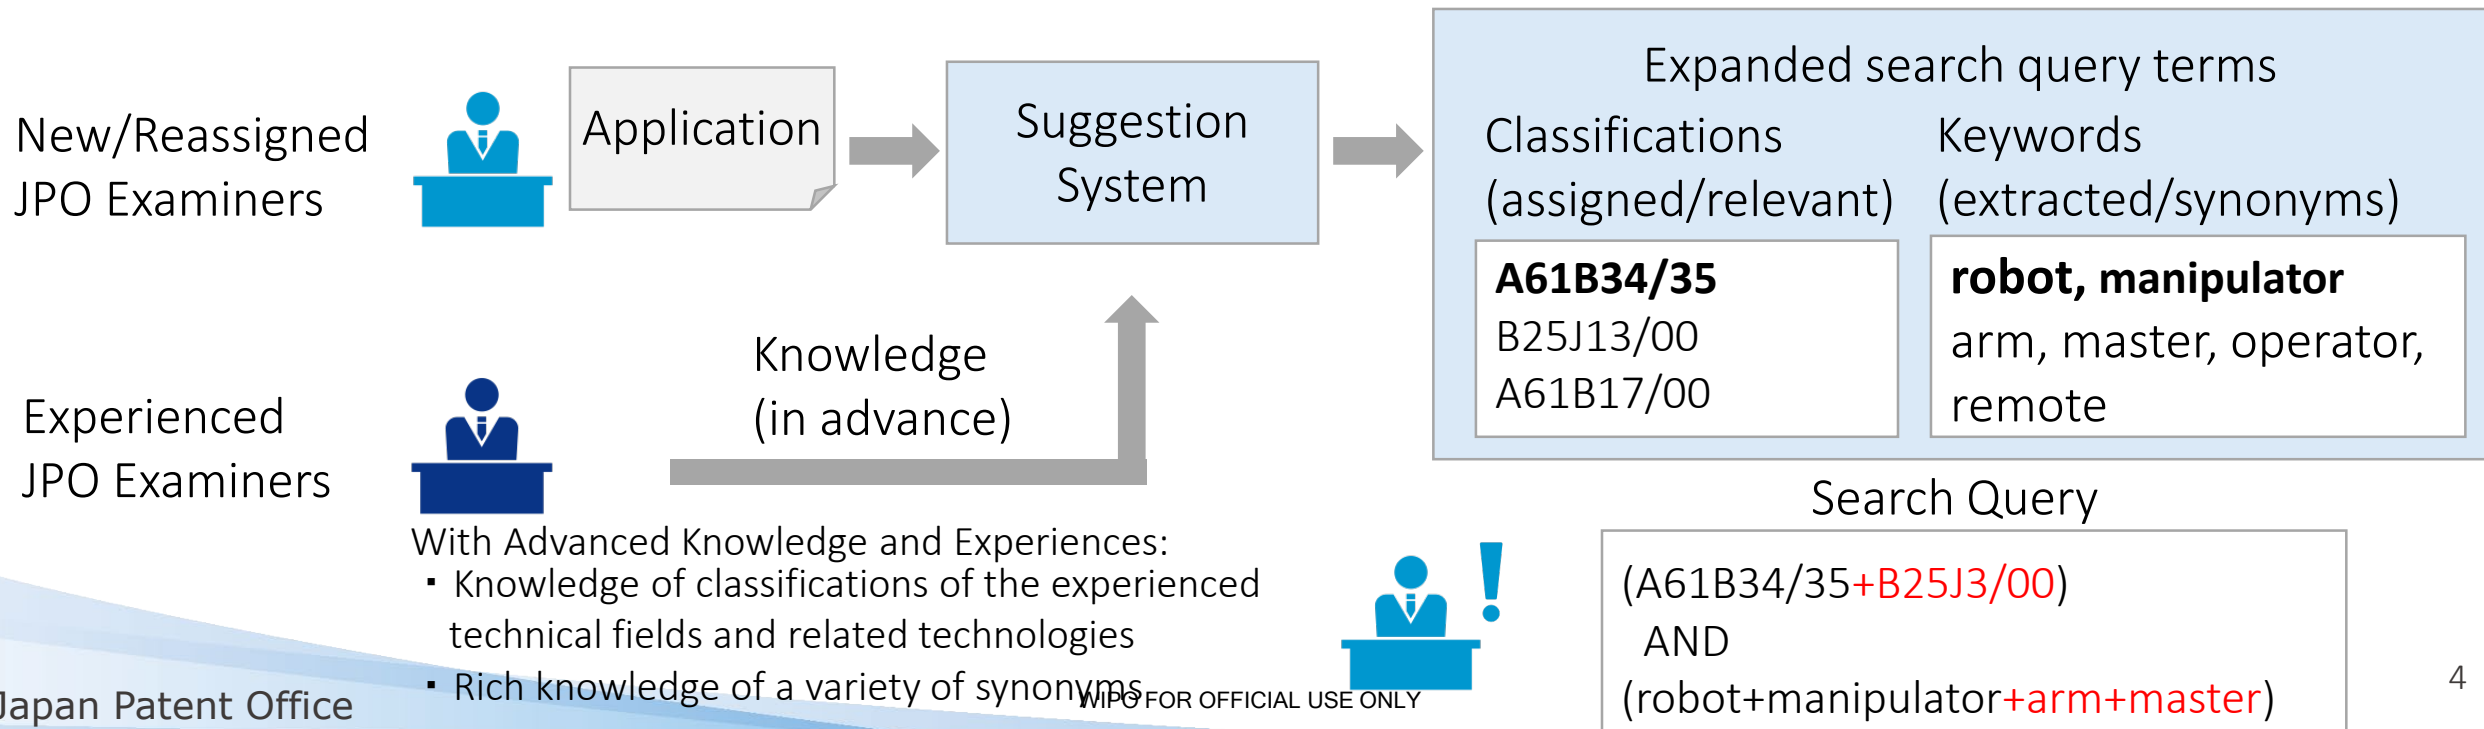 New/Reassigned
JPO Examiners
Application
Suggestion
System
Expanded search query terms
Classifications
(assigned/relevant)
Keywords
(extracted/synonyms)
A61B34/35
B25J13/00
A61B17/00
robot, manipulator
arm, master, operator,
remote
Experienced
JPO Examiners
Knowledge
(in advance)
With Advanced Knowledge and Experiences:
・Knowledge of classifications of the experienced
technical fields and related technologies
・Rich knowledge of a variety of synonyms
Search Query
(A61B34/35+B25J3/00)
AND
(robot+manipulator+arm+master)
Japan Patent Office
WIPO FOR OFFICIAL USE ONLY
4